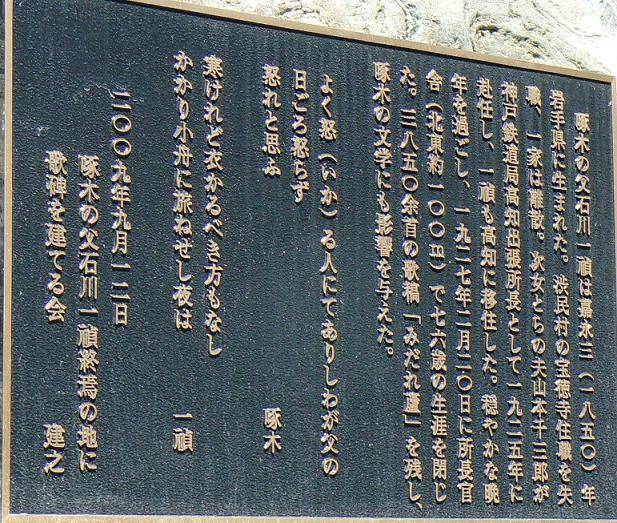 啄木の父石川一禎は嘉永三(一八五〇)年
岩手県に生まれた。渋民村の宝徳寺住職を失
職、一家は離散。次女とらの夫山本千三郎が
神戸鉄道局高知出張所長として一九二五年に
赴任し、一禎も高知に移住した。穏やかな晩
年を過ごし、一九二七年二月二〇日に所長官
舎(北東約一〇〇m)で七六歳の生涯を閉じ
た。三八五〇余首の歌稿「みだれ蘆」を残し、
啄木の文学にも影響を与えた。
よく怒(いか)る人にてありしわが父の
日ごろ怒らず
怒れと思ふ
啄木
寒けれど衣かるべき方もなし
かかり小舟に旅ねせし夜は
一禎
二〇〇九年九月一二日
啄木の父石川一禎終焉の地に
歌碑を建てる会 建之